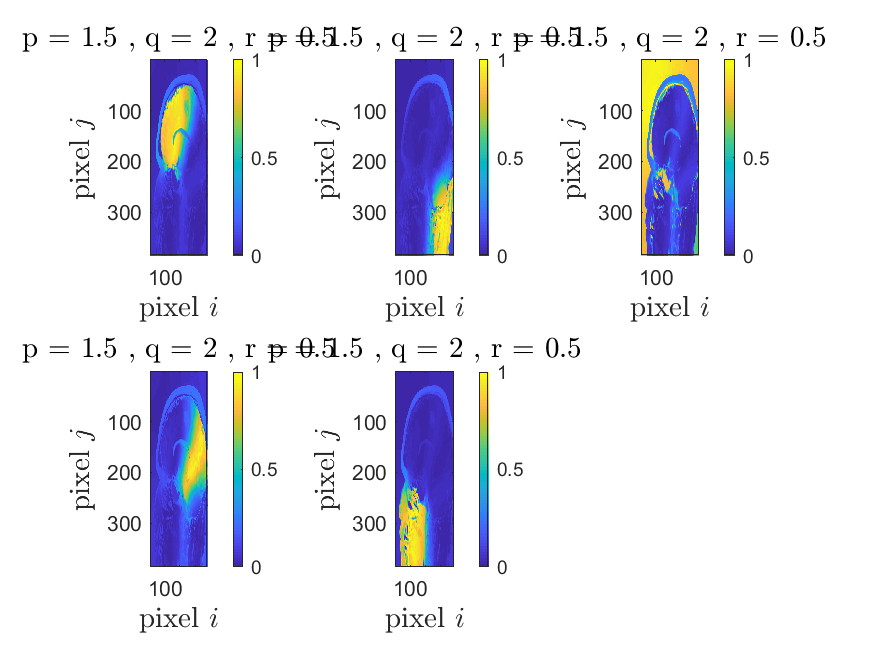 p = 1.5 , q = 2 , r = 0.5
p = 1.5 , q = 2 , r = 0.5
p = 1.5 , q = 2 , r = 0.5
100
200
300
pixel j
100
pixel i
1
0.5
0
100
200
300
pixel j
100
pixel i
1
0.5
0
100
200
300
pixel j
100
pixel i
1
0.5
0
p = 1.5 , q = 2 , r = 0.5
p = 1.5 , q = 2 , r = 0.5
100
200
300
pixel j
100
pixel i
1
0.5
0
100
200
300
pixel j
100
pixel i
1
0.5
0